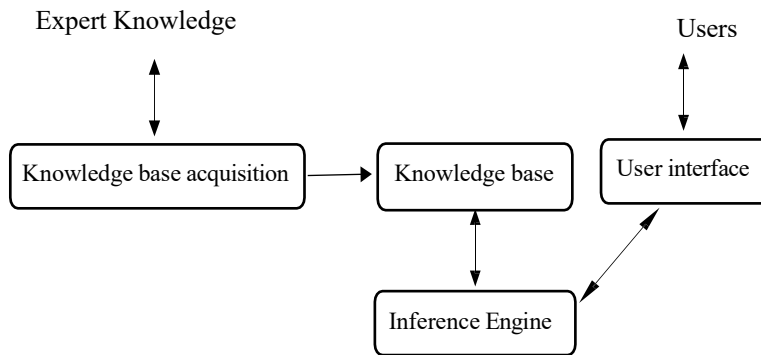 Expert Knowledge
Users
Knowledge base acquisition
Knowledge base
User interface
Inference Engine